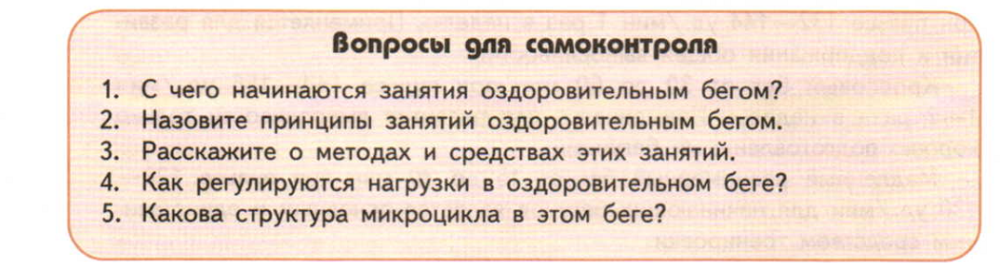 Вопросы для самоконтроля
1. С чего начинаются занятия оздоровительным бегом?
2. Назовите принципы занятий оздоровительным бегом.
3. Расскажите о методах и средствах этих занятий.
4. Как регулируются нагрузки в оздоровительном беге?
5. Какова структура микроцикла в этом беге?